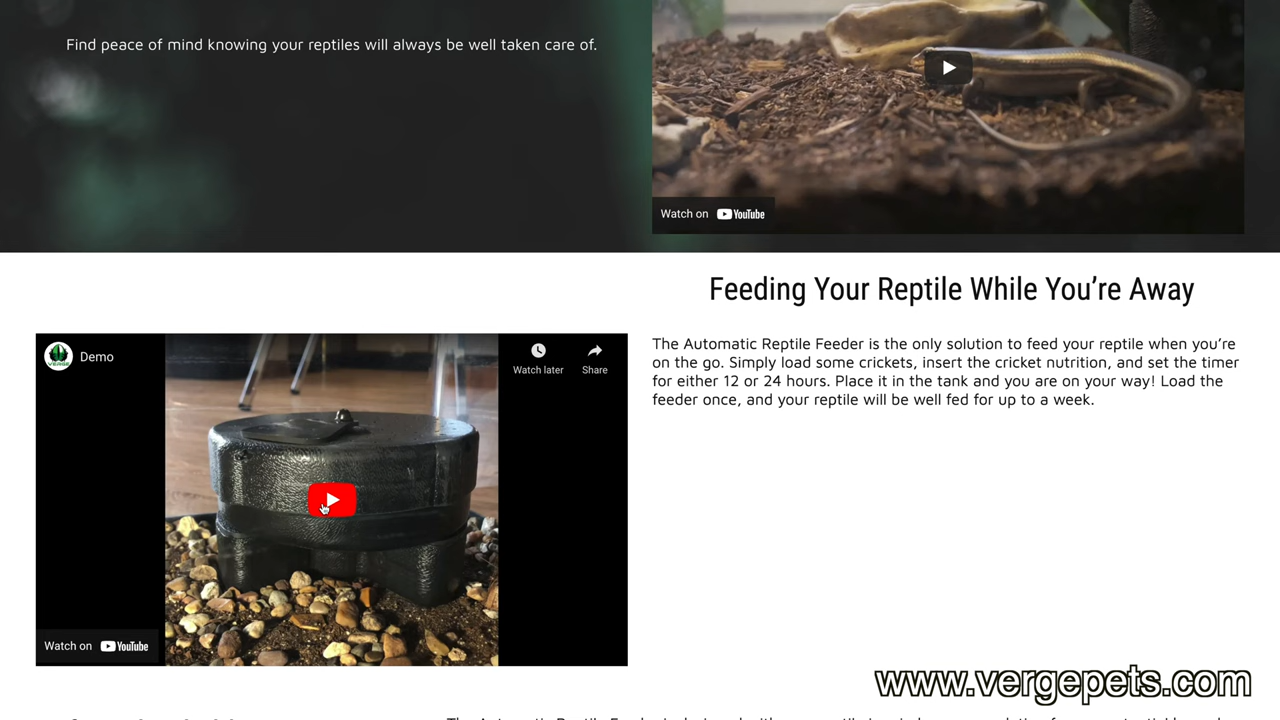 Find peace of mind knowing your reptiles will always be well taken care of.
Watch on YouTube
Feeding Your Reptile While You’re Away
VERGE
Demo
Watch later
Share
The Automatic Reptile Feeder is the only solution to feed your reptile when you’re
on the go. Simply load some crickets, insert the cricket nutrition, and set the timer
for either 12 or 24 hours. Place it in the tank and you are on your way! Load the
feeder once, and your reptile will be well fed for up to a week.
Watch on YouTube
www.vergepets.com